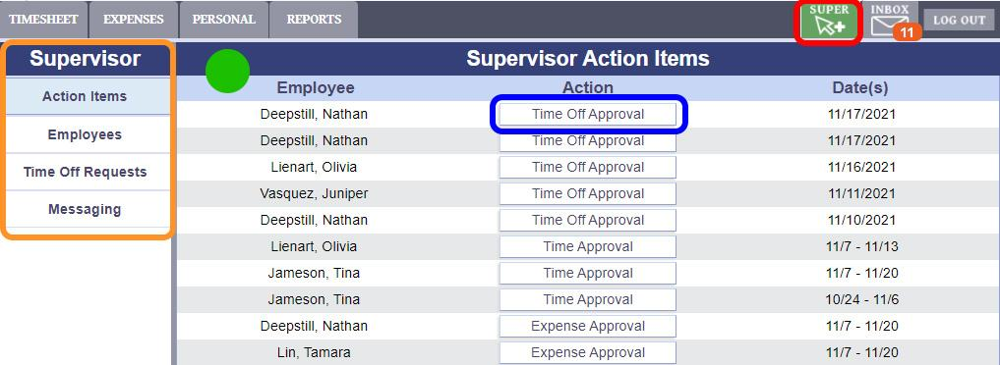 TIMESHEET EXPENSES PERSONAL REPORTS SUPER INBOX 11 LOG OUT
Supervisor
Action Items
Employees
Time Off Requests
Messaging
Supervisor Action Items
Employee Action Date(s)
Deepstill, Nathan Time Off Approval 11/17/2021
Deepstill, Nathan Time Off Approval 11/17/2021
Lienart, Olivia Time Off Approval 11/16/2021
Vasquez, Juniper Time Off Approval 11/11/2021
Deepstill, Nathan Time Off Approval 11/10/2021
Lienart, Olivia Time Approval 11/7 - 11/13
Jameson, Tina Time Approval 11/7 - 11/20
Jameson, Tina Time Approval 10/24 - 11/6
Deepstill, Nathan Expense Approval 11/7 - 11/20
Lin, Tamara Expense Approval 11/7 - 11/20